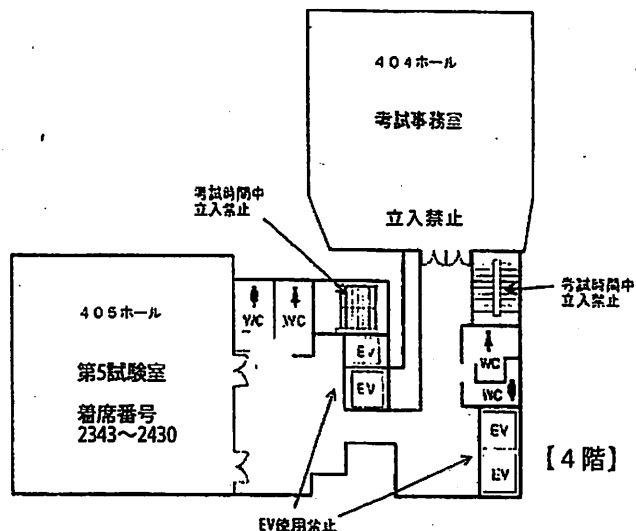 404ホール
考試事務室
立入禁止
考試時間中
立入禁止
考試時間中
立入禁止
405ホール
第5試験室
着席番号
2343～2430
WC
WC
EV
EV
WC
WC
EV
EV
【4階】
EV使用禁止